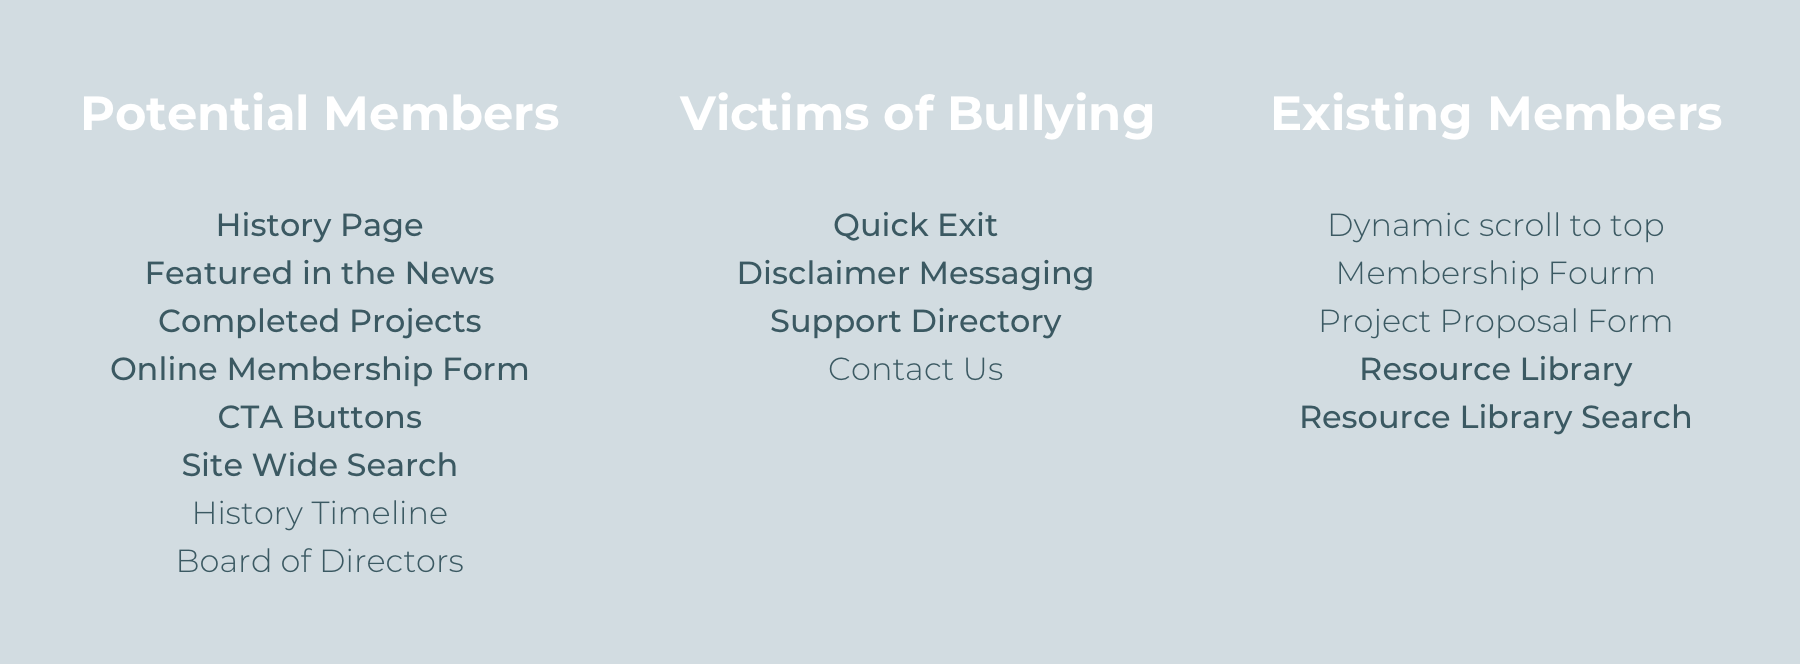 Potential Members
History Page
Featured in the News
Completed Projects
Online Membership Form
CTA Buttons
Site Wide Search
History Timeline
Board of Directors
Victims of Bullying
Quick Exit
Disclaimer Messaging
Support Directory
Contact Us
Existing Members
Dynamic scroll to top
Membership Fourm
Project Proposal Form
Resource Library
Resource Library Search